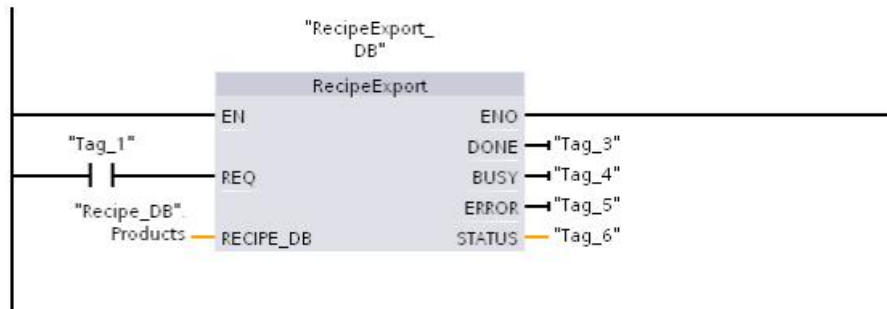 "RecipeExport_
DB"
RecipeExport
EN ENO
"Tag_1" DONE "Tag_3"
REQ BUSY "Tag_4"
"Recipe_DB". ERROR "Tag_5"
Products RECIPE_DB STATUS "Tag_6"